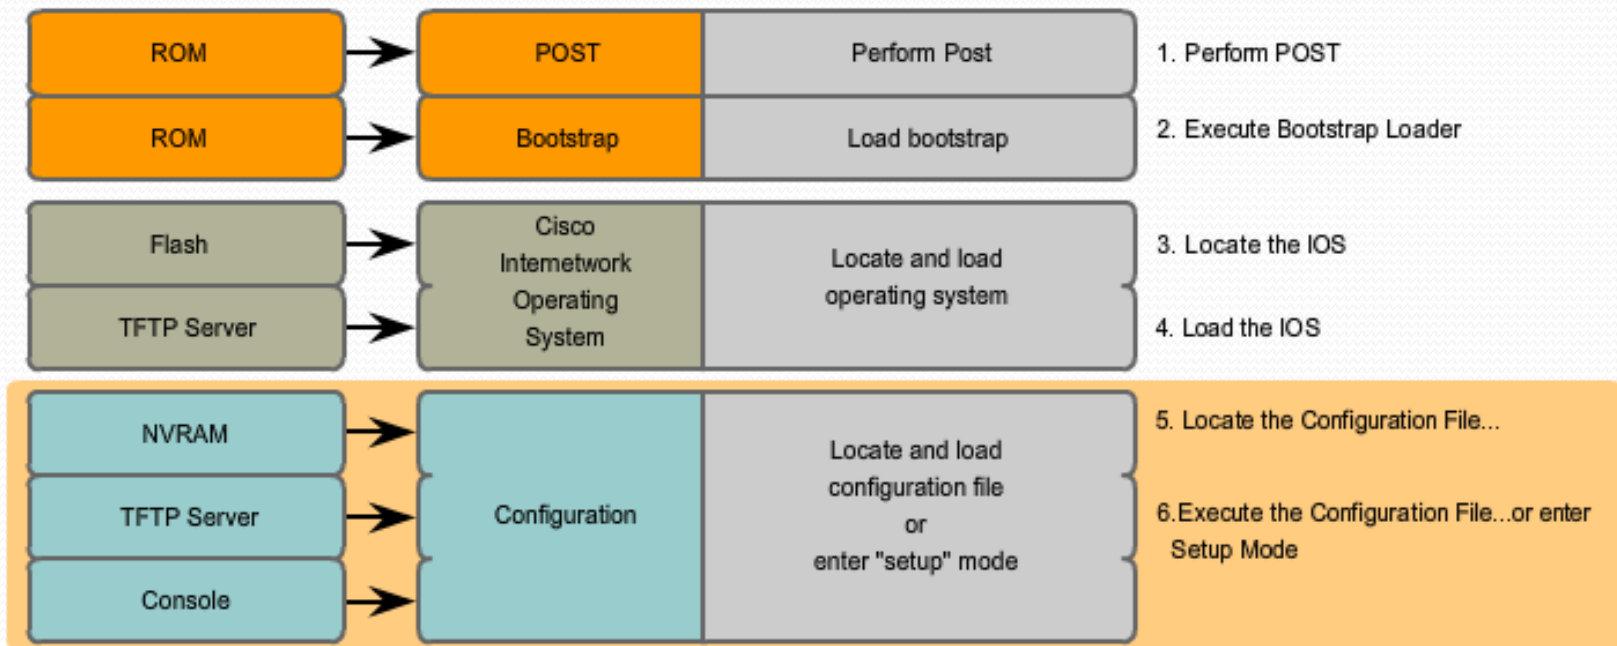 ROM
POST
Perform Post
1. Perform POST
ROM
Bootstrap
Load bootstrap
2. Execute Bootstrap Loader
Flash
TFTP Server
Cisco
Internetwork
Operating
System
Locate and load
operating system
3. Locate the IOS
4. Load the IOS
NVRAM
TFTP Server
Console
Configuration
Locate and load
configuration file
or
enter "setup" mode
5. Locate the Configuration File...
6.Execute the Configuration File...or enter
Setup Mode